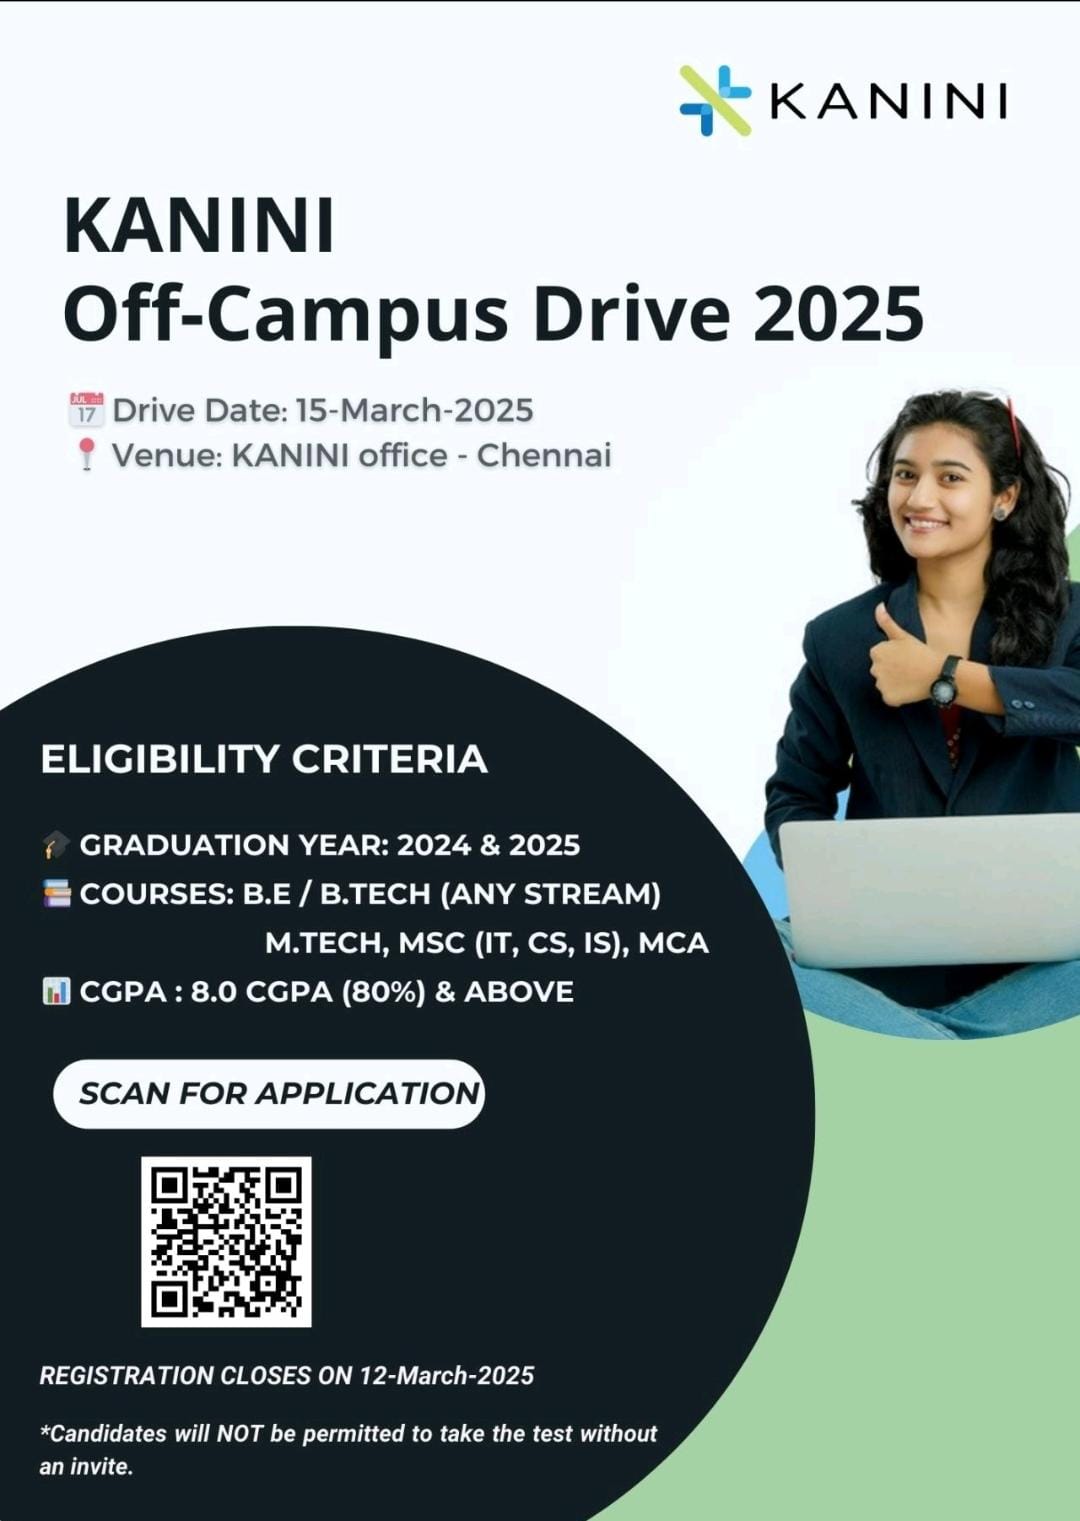 KANINI
KANINI
Off-Campus Drive 2025
JUL
17
Drive Date: 15-March-2025
Venue: KANINI office - Chennai
ELIGIBILITY CRITERIA
GRADUATION YEAR: 2024 & 2025
COURSES: B.E / B.TECH (ANY STREAM)
M.TECH, MSC (IT, CS, IS), MCA
CGPA : 8.0 CGPA (80%) & ABOVE
SCAN FOR APPLICATION
REGISTRATION CLOSES ON 12-March-2025
*Candidates will NOT be permitted to take the test without
an invite.